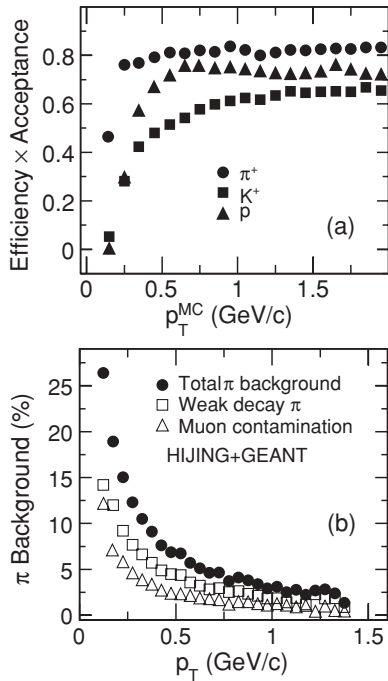 Efficiency × Acceptance
0.8
0.6
0.4
0.2
0
π+
K+
p
(a)
0 0.5 1 1.5
p_T^MC (GeV/c)
π Background (%)
25
20
15
10
5
0
Total π background
Weak decay π
Muon contamination
HIJING+GEANT
(b)
0 0.5 1 1.5
p_T (GeV/c)